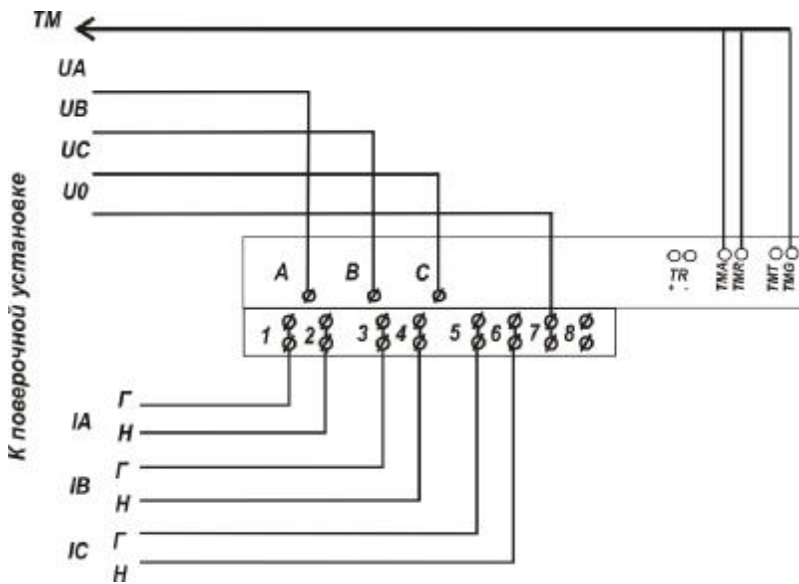 ТМ
UA
UB
UC
U0
К поверочной установке
A B C
TR
+ -
TMA
TMR
TMT
TMG
1 2 3 4 5 6 7 8
IA
Г
Н
IB
Г
Н
IC
Г
Н